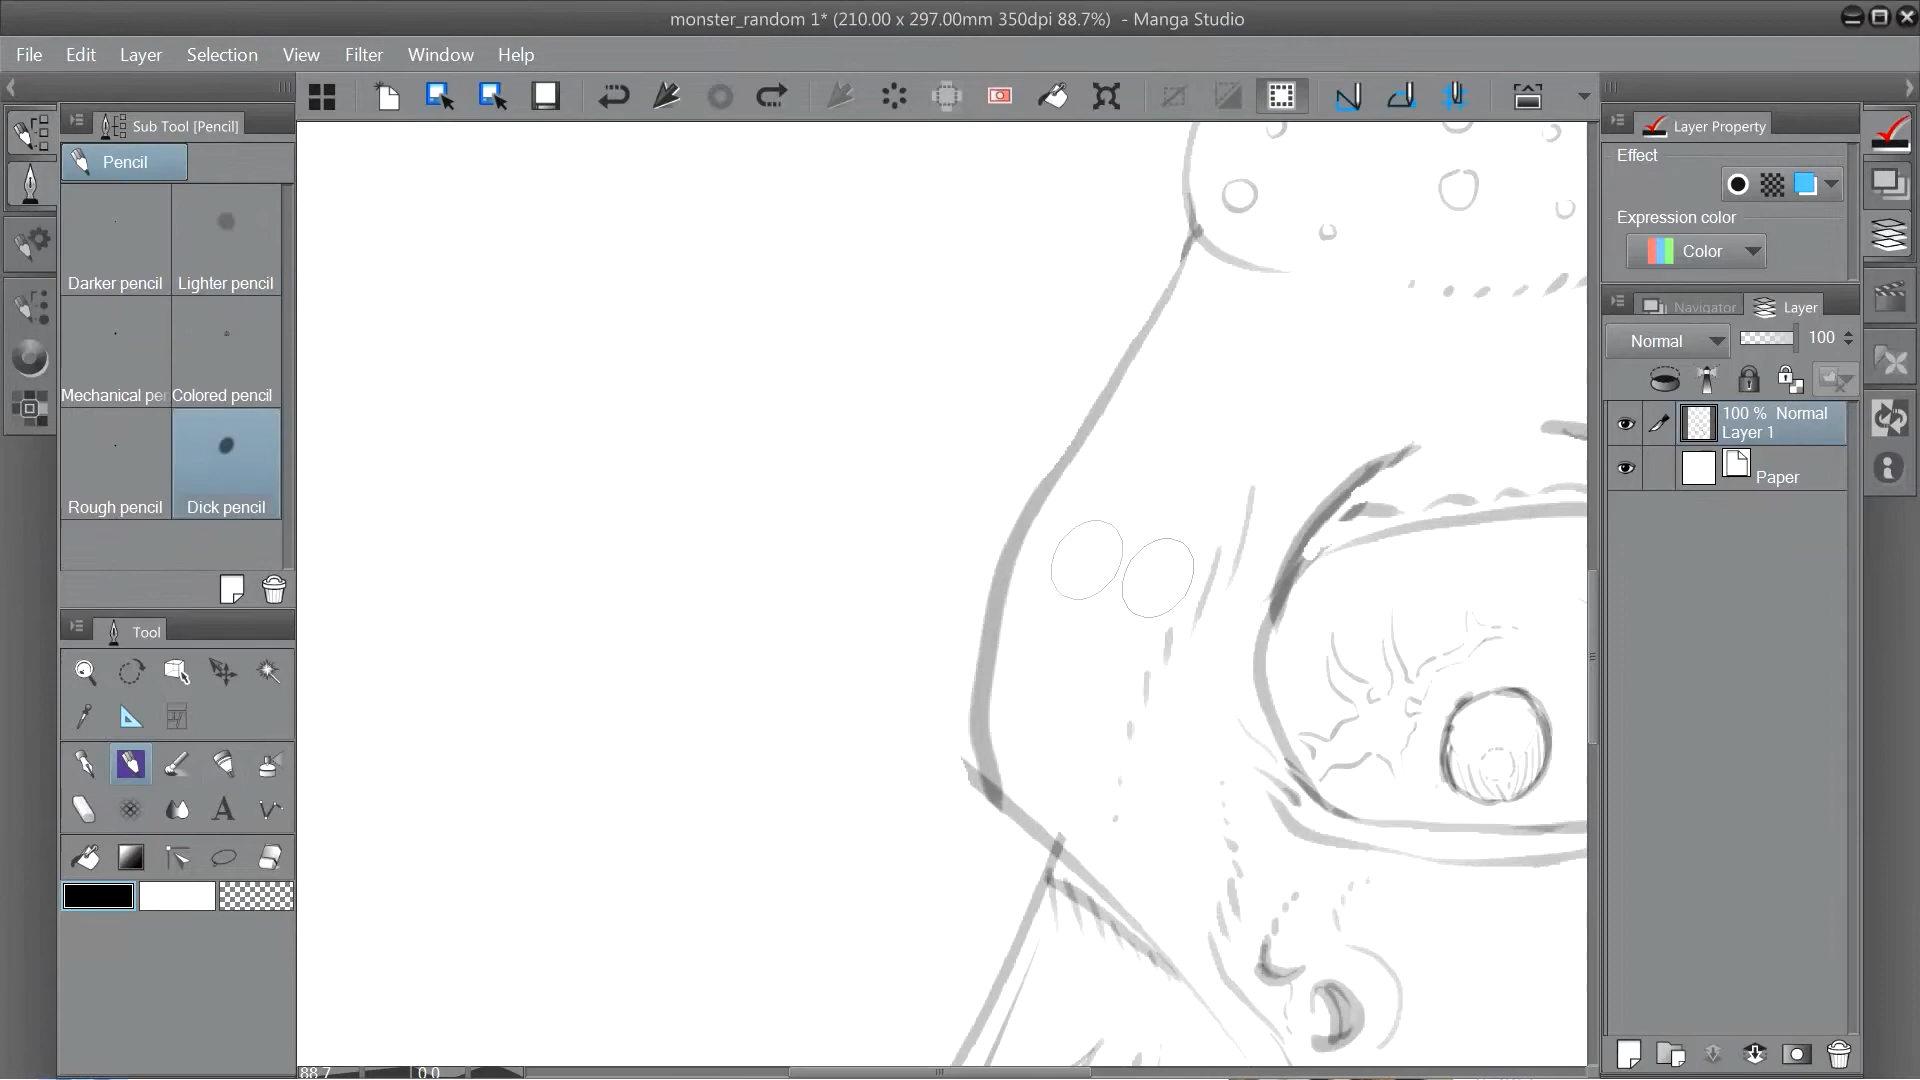 monster_random 1* (210.00 x 297.00mm 350dpi 88.7%)  - Manga Studio
File Edit Layer Selection View Filter Window Help
Sub Tool [Pencil]
Pencil
Darker pencil Lighter pencil
Mechanical pe Colored pencil
Rough pencil Dick pencil
Tool
A
88.7 0.0
Layer Property
Effect
Expression color
Color
Navigator Layer
Normal 100
100 % Normal
Layer 1
Paper